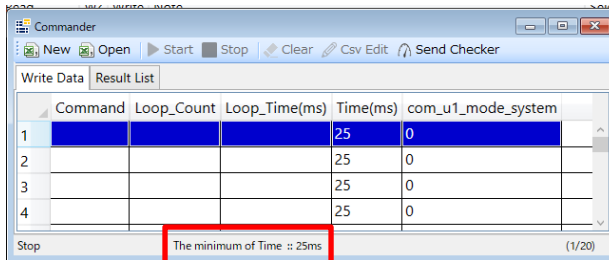 Commander
New Open Start Stop Clear Csv Edit Send Checker
Write Data Result List
Command Loop_Count Loop_Time(ms) Time(ms) com_u1_mode_system
1 25 0
2 25 0
3 25 0
4 25 0
Stop The minimum of Time :: 25ms (1/20)